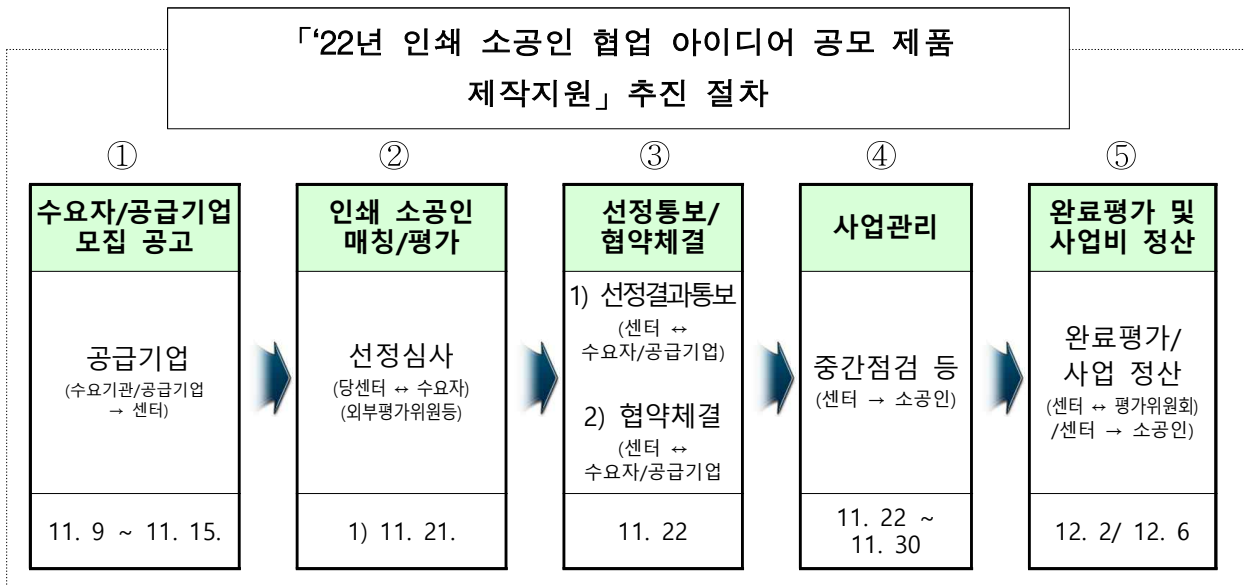 「‘22년 인쇄 소공인 협업 아이디어 공모 제품
제작지원」추진 절차
①
수요자/공급기업
모집 공고
공급기업
(수요기관/공급기업
→ 센터)
11. 9 ~ 11. 15.
②
인쇄 소공인
매칭/평가
선정심사
(당센터 ↔ 수요자)
(외부평가위원등)
1) 11. 21.
③
선정통보/
협약체결
1) 선정결과통보
(센터 ↔
수요자/공급기업)
2) 협약체결
(센터 ↔
수요자/공급기업
11. 22
④
사업관리
중간점검 등
(센터 → 소공인)
11. 22 ~
11. 30
⑤
완료평가 및
사업비 정산
완료평가/
사업 정산
(센터 ↔ 평가위원회)
/센터 → 소공인)
12. 2/ 12. 6